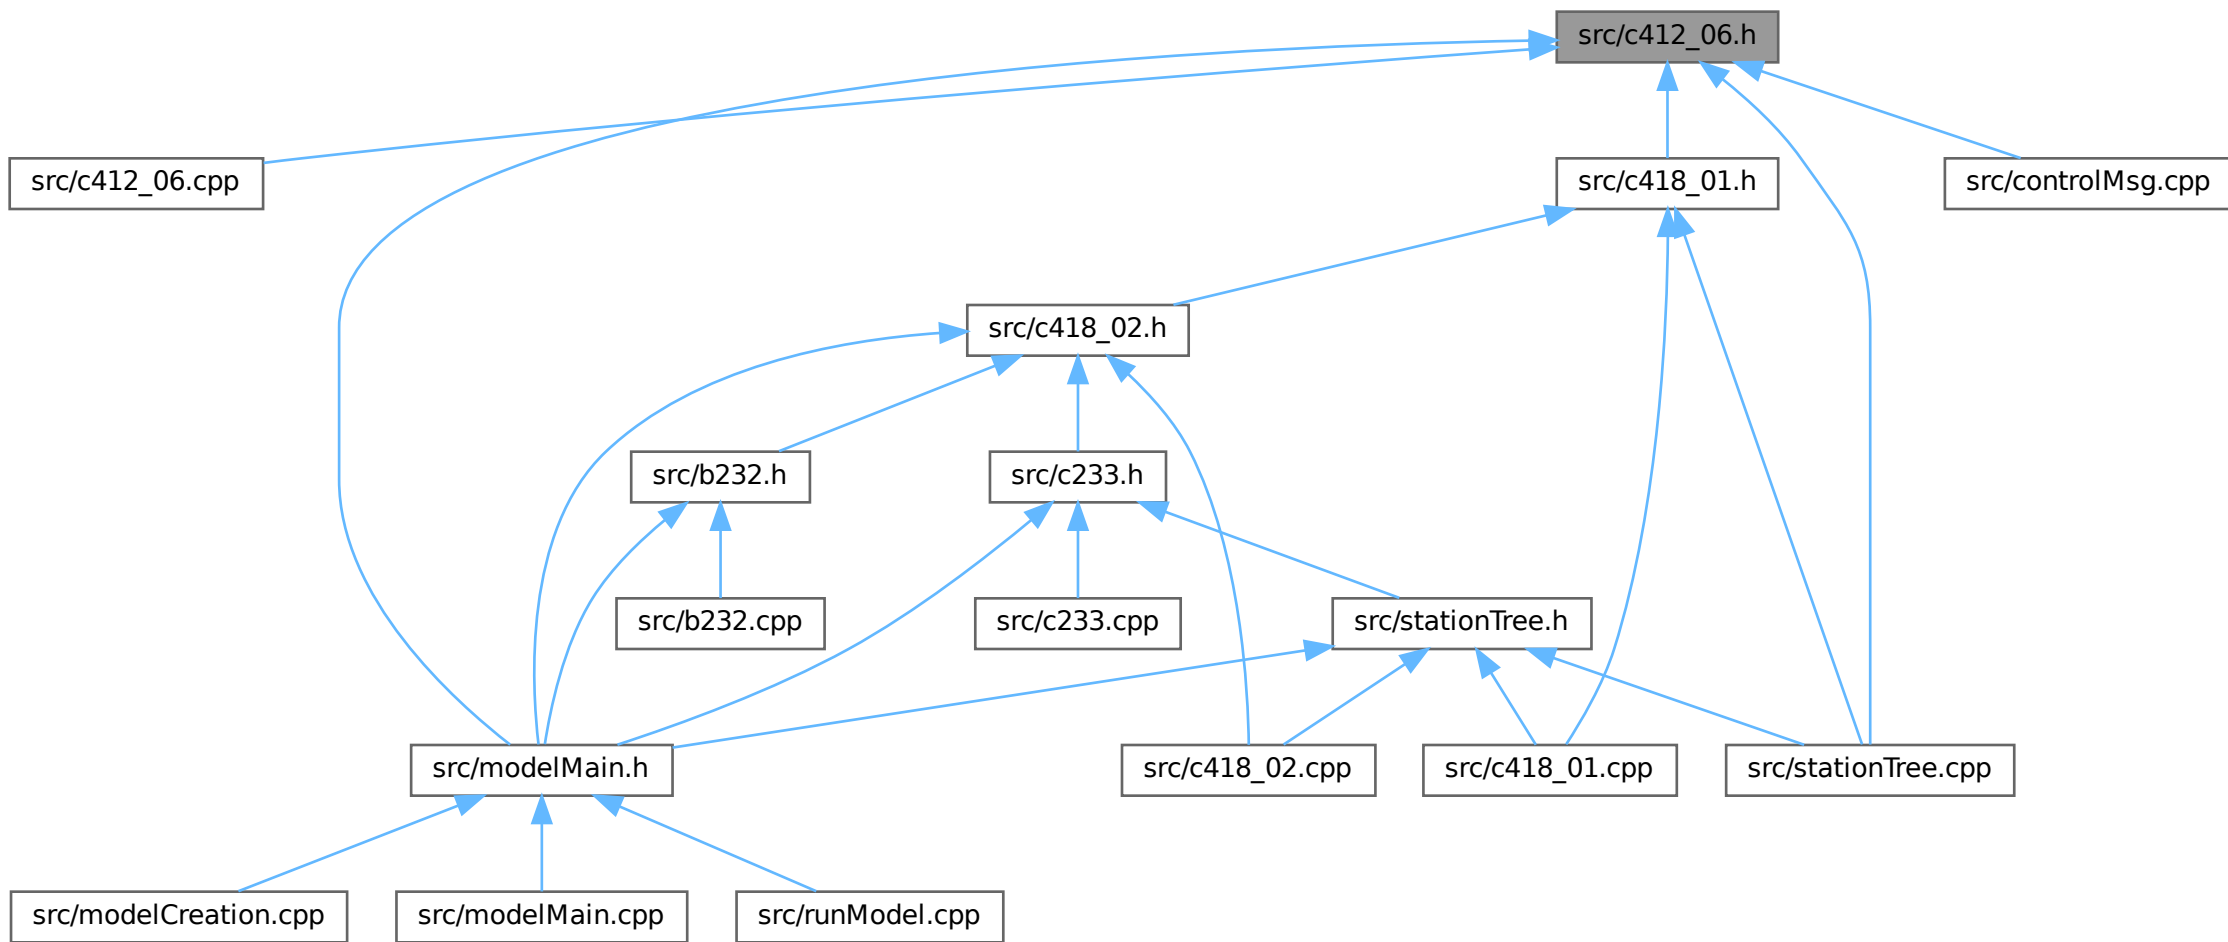 src/c412_06.h
src/c412_06.cpp
src/c418_01.h
src/controlMsg.cpp
src/c418_02.h
src/b232.h
src/c233.h
src/b232.cpp
src/c233.cpp
src/stationTree.h
src/modelMain.h
src/c418_02.cpp
src/c418_01.cpp
src/stationTree.cpp
src/modelCreation.cpp
src/modelMain.cpp
src/runModel.cpp